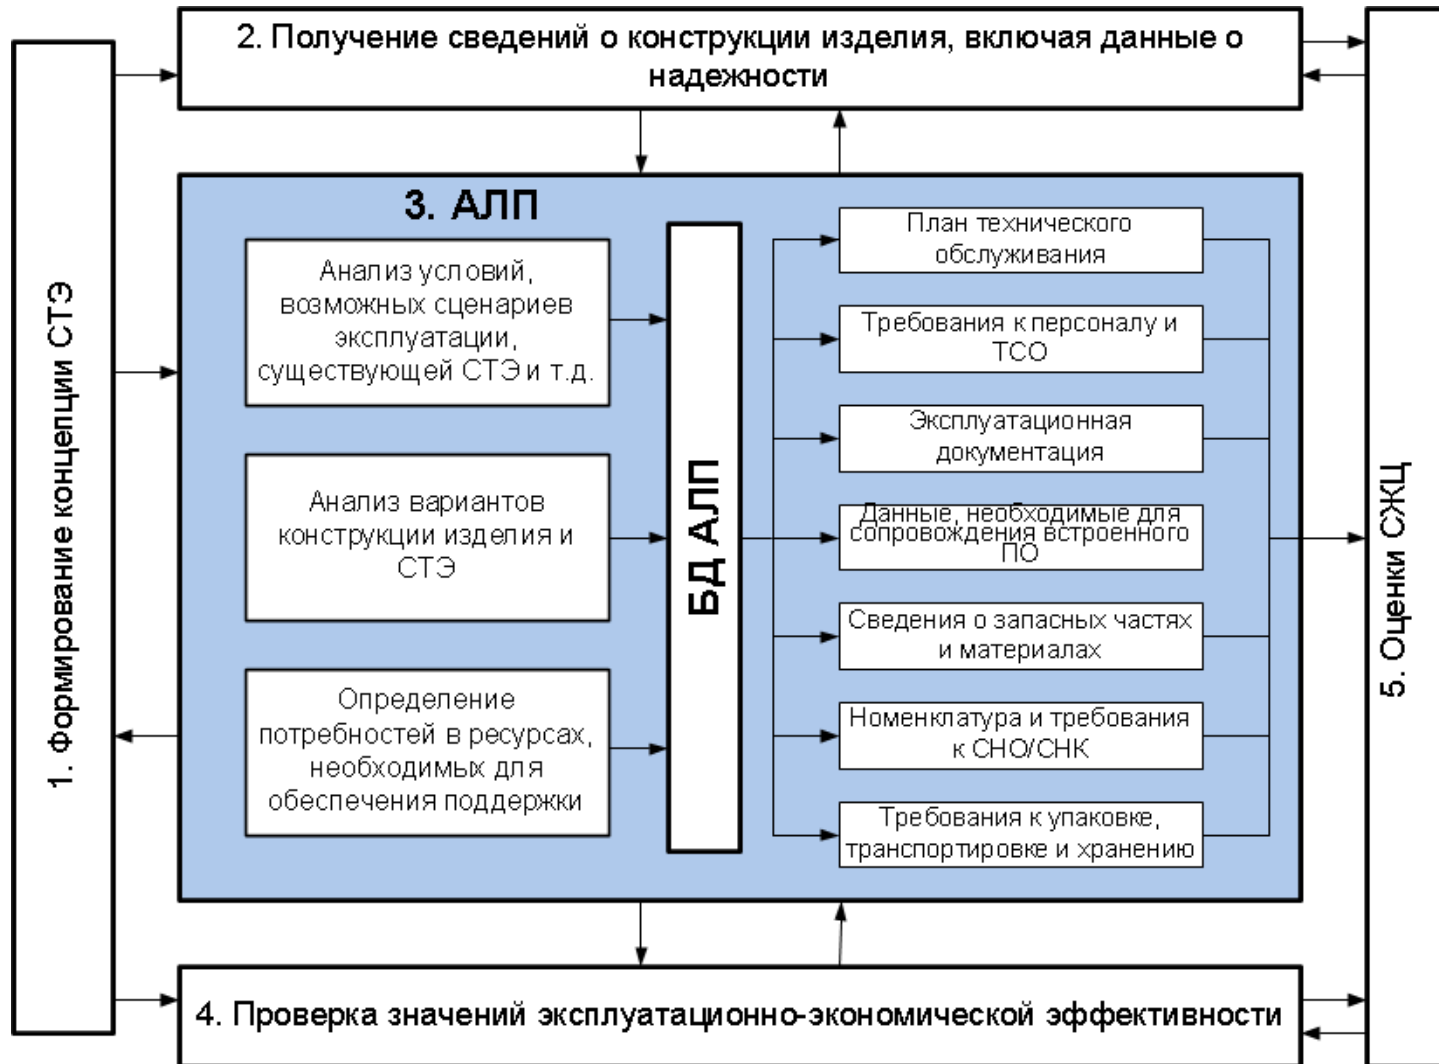 2. Получение сведений о конструкции изделия, включая данные о
надежности
1. Формирование концепции СТЭ
3. АЛП
Анализ условий,
возможных сценариев
эксплуатации,
существующей СТЭ и т.д.
Анализ вариантов
конструкции изделия и
СТЭ
Определение
потребностей в ресурсах,
необходимых для
обеспечения поддержки
БД АЛП
План технического
обслуживания
Требования к персоналу и
ТСО
Эксплуатационная
документация
Данные, необходимые для
сопровождения встроенного
ПО
Сведения о запасных частях
и материалах
Номенклатура и требования
к СНО/СНК
Требования к упаковке,
транспортировке и хранению
5. Оценки СЖЦ
4. Проверка значений эксплуатационно-экономической эффективности